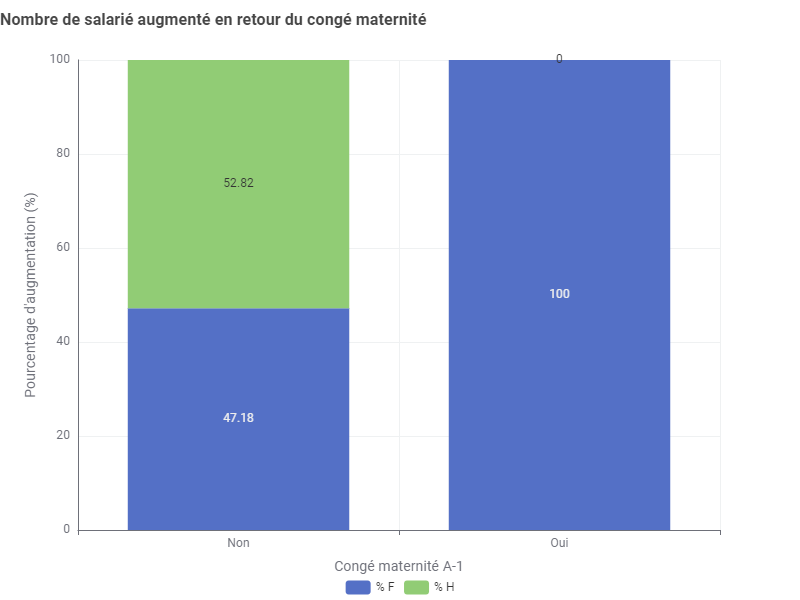 Nombre de salarié augmenté en retour du congé maternité
Pourcentage d'augmentation (%)
100
80
60
40
20
0
52.82
47.18
0
100
Non
Oui
Congé maternité A-1
% F
% H